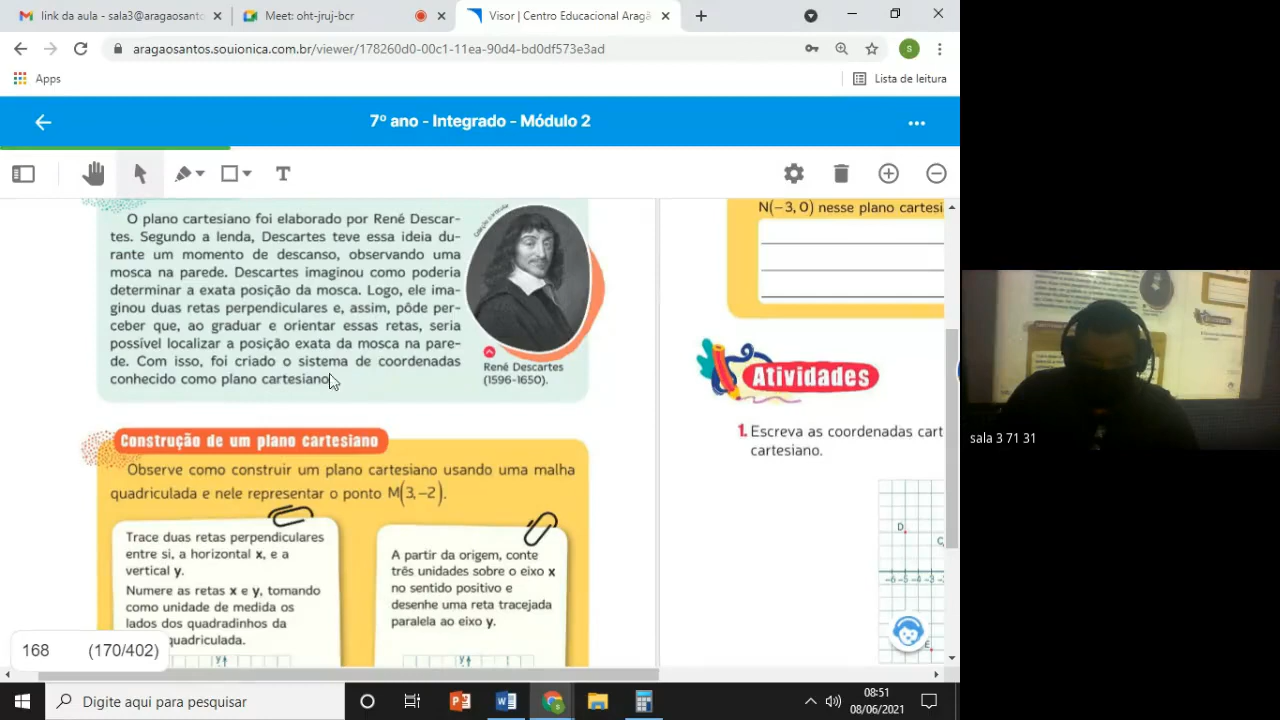 link da aula - sala3@aragaosant
Meet: oht-jruj-bcr
Visor | Centro Educacional Arag
aragaosantos.souionica.com.br/viewer/178260d0-00c1-11ea-90d4-bd0df573e3ad
s
Apps
Lista de leitura
7º ano - Integrado - Módulo 2
T
O plano cartesiano foi elaborado por René Descar-
tes. Segundo a lenda, Descartes teve essa ideia du-
rante um momento de descanso, observando uma
mosca na parede. Descartes imaginou como poderia
determinar a exata posição da mosca. Logo, ele ima-
ginou duas retas perpendiculares e, assim, pôde per-
ceber que, ao graduar e orientar essas retas, seria
possível localizar a posição exata da mosca na pare-
de. Com isso, foi criado o sistema de coordenadas
conhecido como plano cartesiano.
René Descartes
(1596-1650).
Construção de um plano cartesiano
Observe como construir um plano cartesiano usando uma malha
quadriculada e nele representar o ponto M(3,-2).
Trace duas retas perpendiculares
entre si, a horizontal x, e a
vertical y.
Numere as retas x e y, tomando
como unidade de medida os
lados dos quadradinhos da
quadriculada.
y
A partir da origem, conte
três unidades sobre o eixo x
no sentido positivo e
desenhe uma reta tracejada
paralela ao eixo y.
y
N(-3, 0) nesse plano cartesi
Atividades
1. Escreva as coordenadas cart
cartesiano.
D
C
-6 -5 -4 -3
E
168 (170/402)
sala 3 71 31
Digite aqui para pesquisar
08:51
08/06/2021